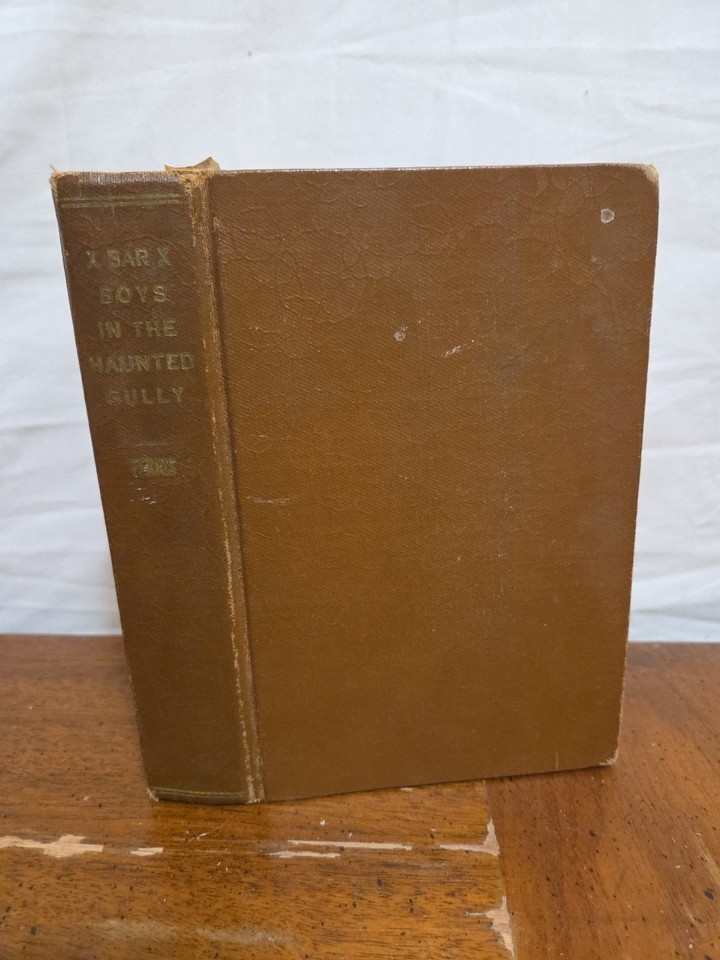 X BAR X
BOYS
IN THE
HAUNTED
GULLY